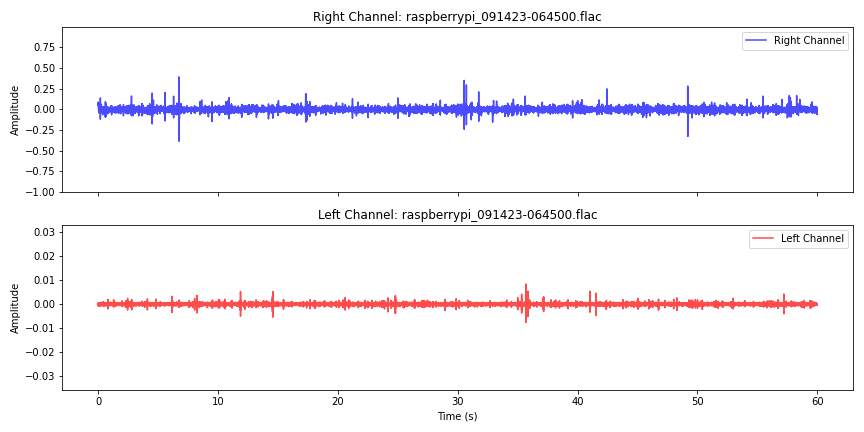 Right Channel: raspberrypi_091423-064500.flac
Right Channel
Amplitude
0.75
0.50
0.25
0.00
−0.25
−0.50
−0.75
−1.00
Left Channel: raspberrypi_091423-064500.flac
Left Channel
Amplitude
0.03
0.02
0.01
0.00
−0.01
−0.02
−0.03
0 10 20 30 40 50 60
Time (s)